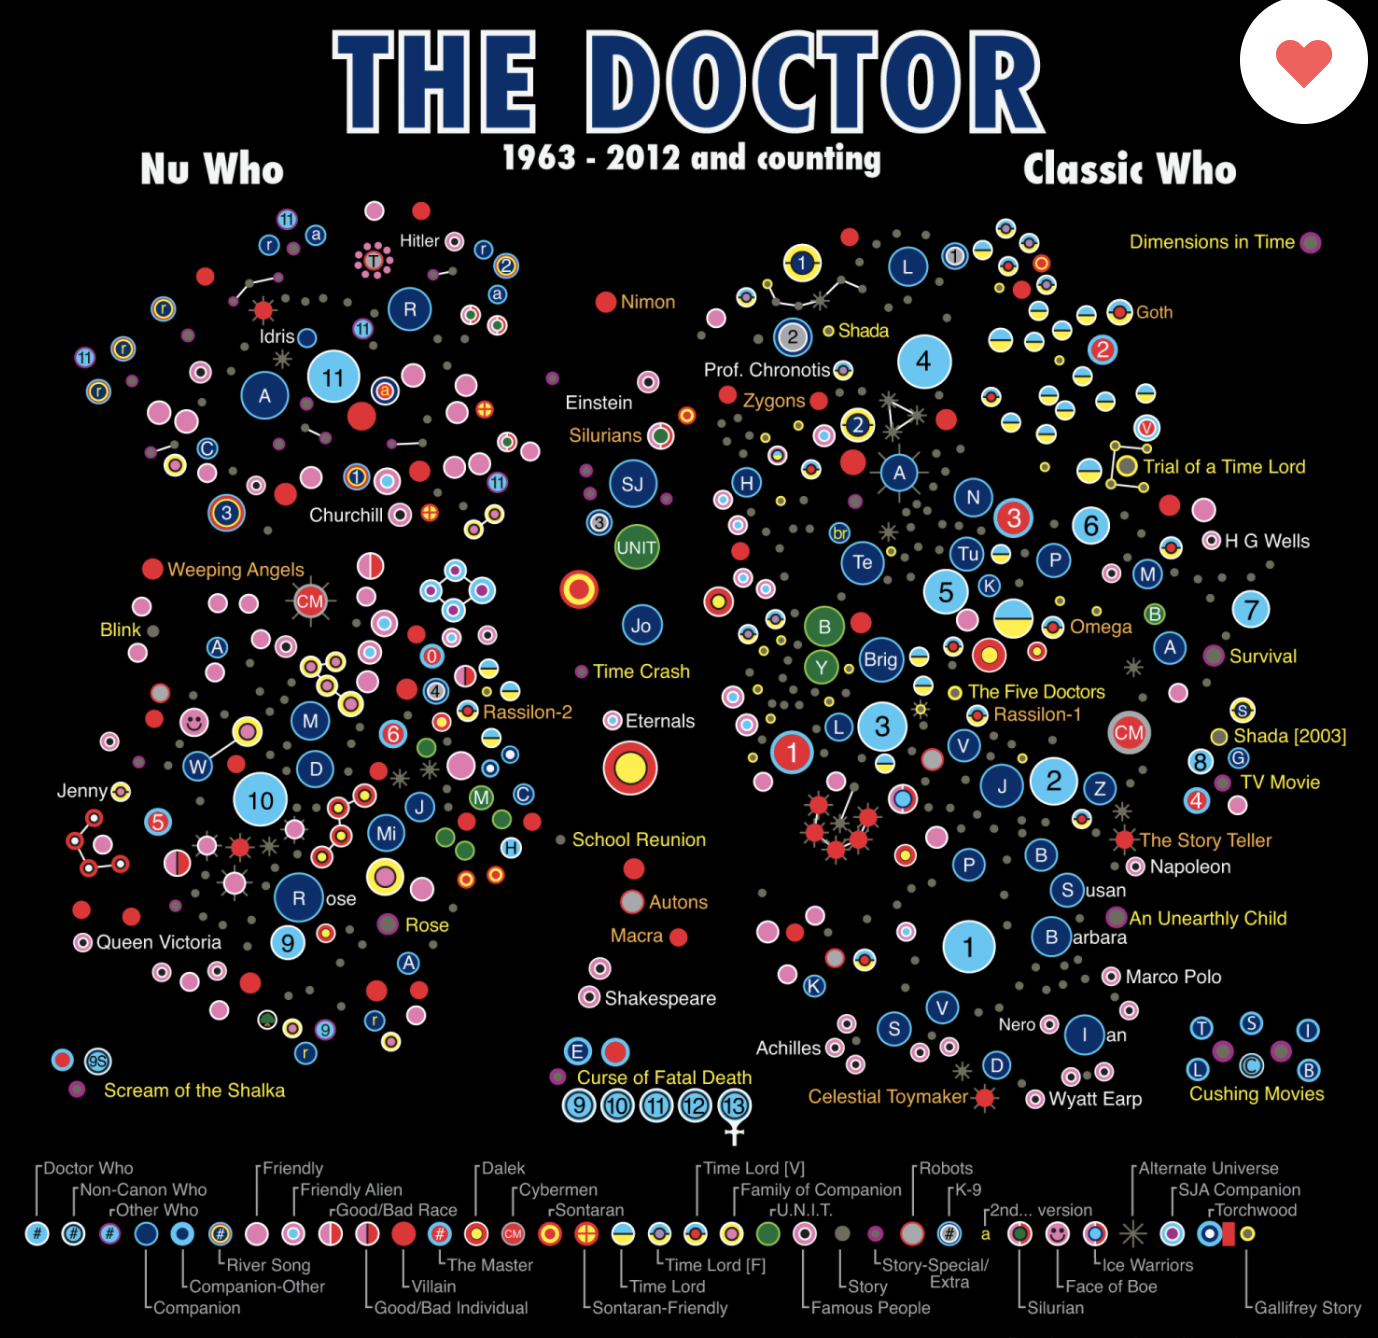 THE DOCTOR
1963 - 2012 and counting
Nu Who
Classic Who
11
a
r
Hitler
r
T
2
a
r
R
11
Idris
11
r
11
r
A
a
C
1
11
3
Churchill
Weeping Angels
CM
Blink
A
0
4
Rassilon-2
M
6
W
D
Jenny
10
J
M
C
5
Mi
H
R
ose
Rose
Queen Victoria
9
A
9
r
r
9S
Scream of the Shalka
Nimon
Einstein
Silurians
SJ
3
UNIT
Jo
Time Crash
Eternals
School Reunion
Autons
Macra
Shakespeare
E
Curse of Fatal Death
9
10
11
12
13
Dimensions in Time
1
L
1
Goth
2
Shada
2
Prof. Chronotis
4
Zygons
2
V
A
Trial of a Time Lord
H
N
3
6
br
H G Wells
Te
Tu
P
M
K
5
B
7
B
Omega
Y
Brig
A
Survival
The Five Doctors
Rassilon-1
S
L
3
CM
Shada [2003]
1
V
8
G
J
2
Z
TV Movie
4
The Story Teller
P
B
Napoleon
S
usan
An Unearthly Child
1
B
arbara
Marco Polo
K
V
S
Nero
I
an
Achilles
D
Celestial Toymaker
Wyatt Earp
T
S
I
L
C
B
Cushing Movies
Doctor Who
Friendly
Dalek
Time Lord [V]
Robots
Alternate Universe
Non-Canon Who
Friendly Alien
Cybermen
Family of Companion
K-9
SJA Companion
Other Who
Good/Bad Race
Sontaran
U.N.I.T.
2nd... version
Torchwood
#
#
#
#
#
CM
#
a
River Song
The Master
Time Lord [F]
Story-Special/
Extra
Ice Warriors
Companion-Other
Villain
Time Lord
Story
Face of Boe
Companion
Good/Bad Individual
Sontaran-Friendly
Famous People
Silurian
Gallifrey Story